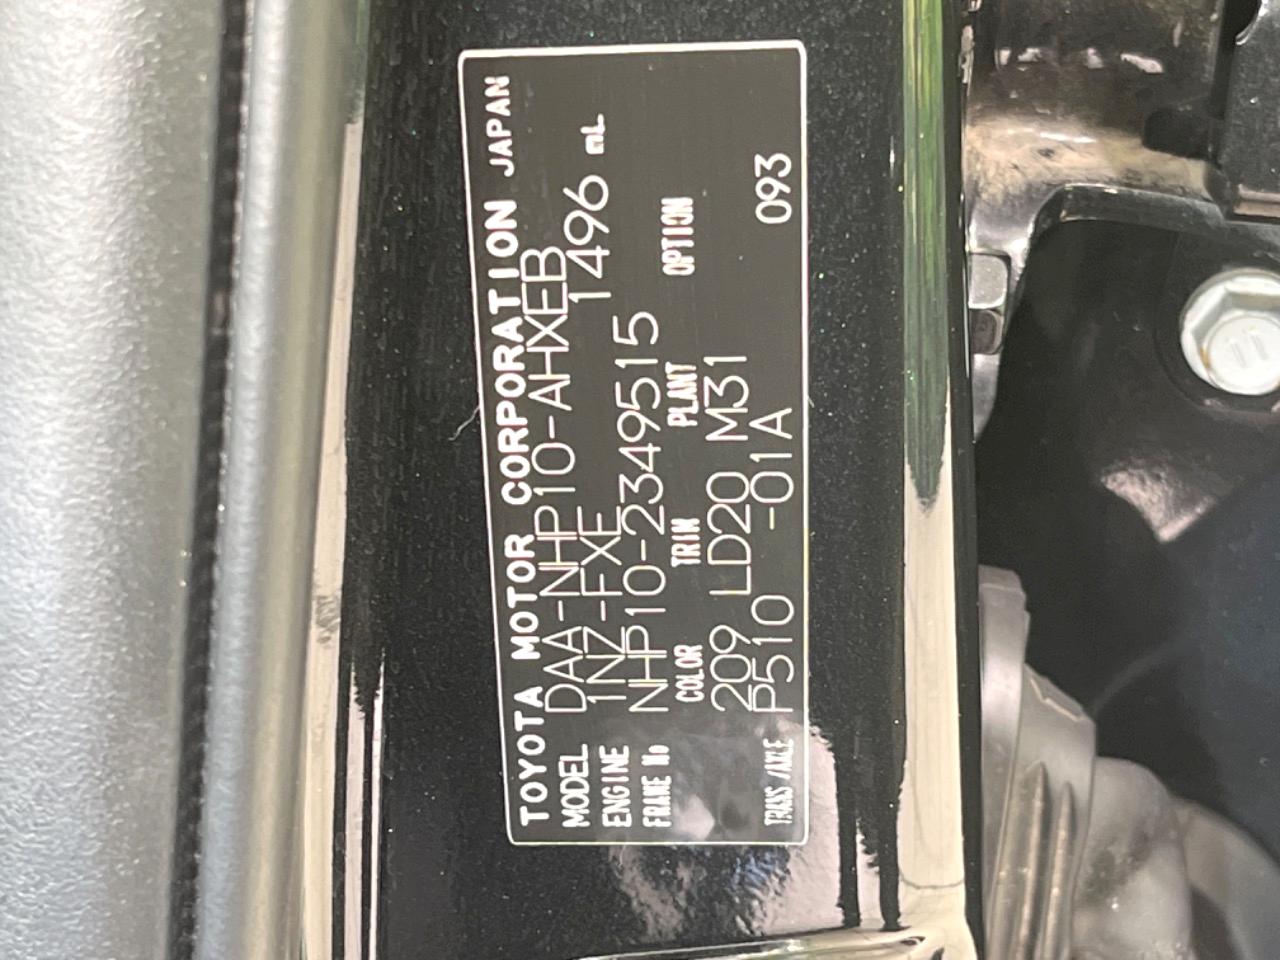 TOYOTA MOTOR CORPORATION JAPAN
MODEL DAA-NHP10-AHXEB
ENGINE 1NZ-FXE 1496 mL
FRAME No NHP10-2349515
COLOR TRIM PLANT OPTION
209 LD20 M31
TRANS/AXLE P510 -01A 093